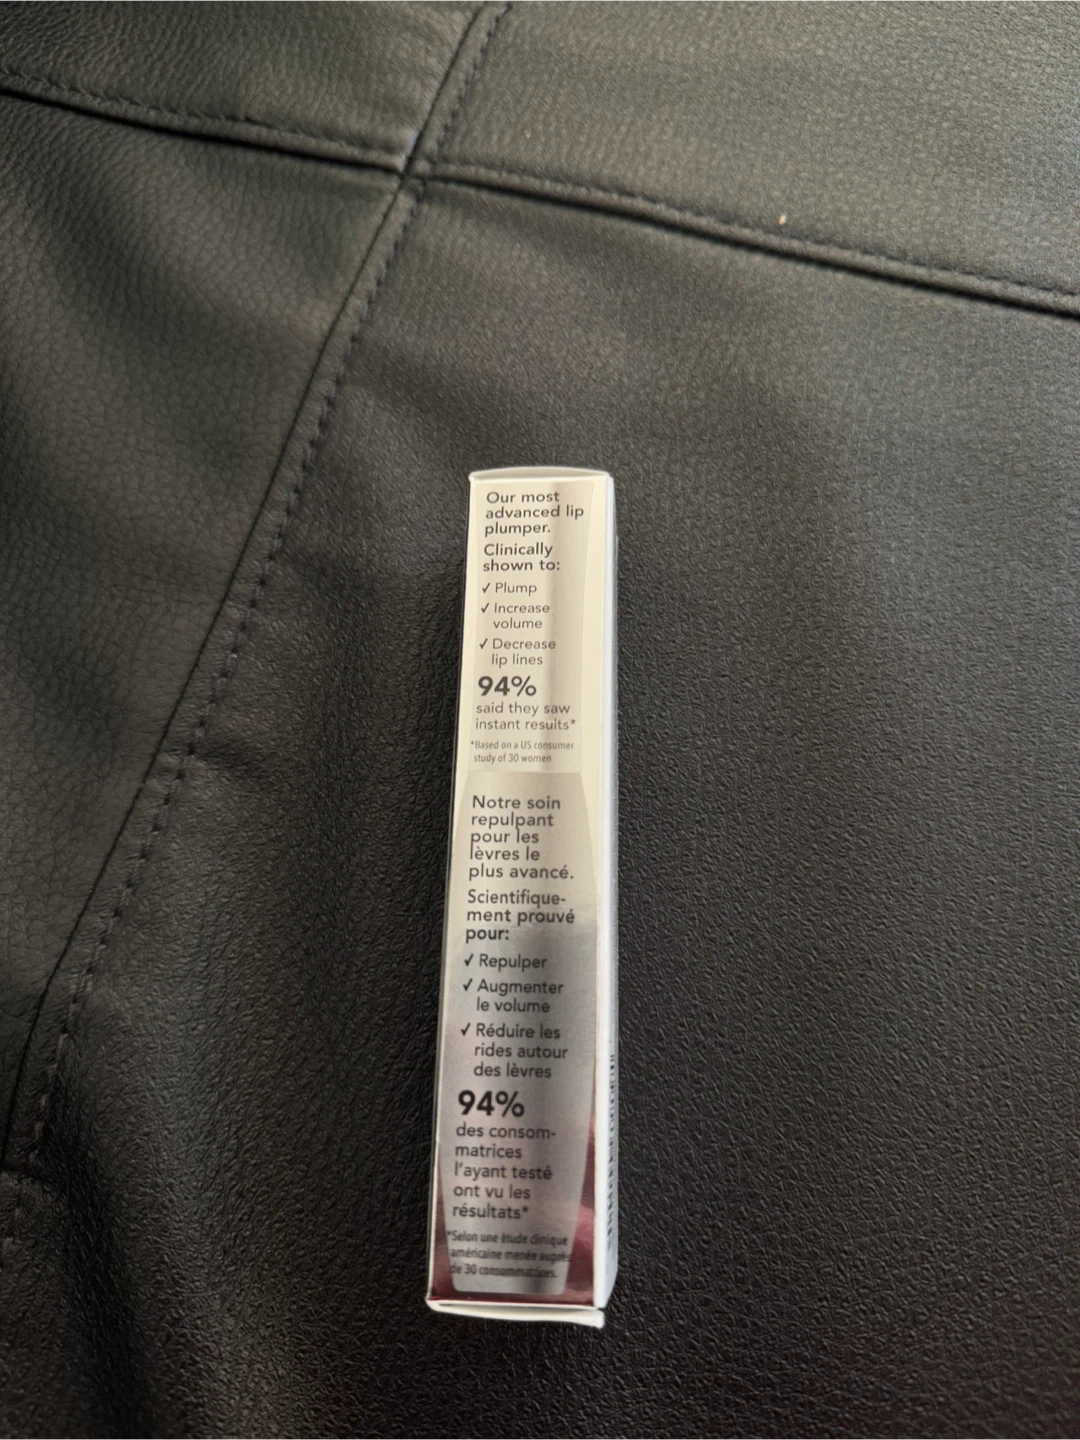 Our most
advanced lip
plumper.
Clinically
shown to:
✓ Plump
✓ Increase
volume
✓ Decrease
lip lines
94%
said they saw
instant results*
*Based on a US consumer
study of 30 women
Notre soin
repulpant
pour les
lèvres le
plus avancé.
Scientifique-
ment prouvé
pour:
✓ Repulper
✓ Augmenter
le volume
✓ Réduire les
rides autour
des lèvres
94%
des consom-
matrices
l'ayant testé
ont vu les
résultats*
*Selon une étude clinique
américaine menée auprès
de 30 consommatrices.